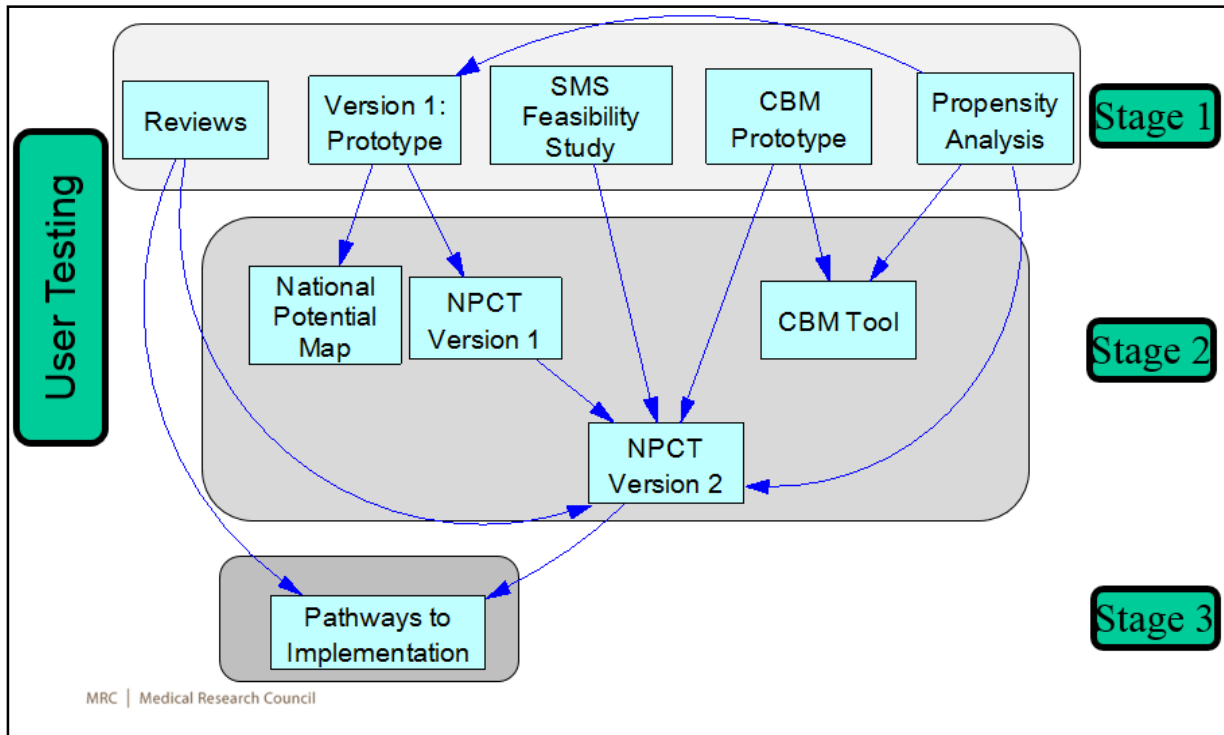 Reviews
Version 1:
Prototype
SMS
Feasibility
Study
CBM
Prototype
Propensity
Analysis
Stage 1
User Testing
National
Potential
Map
NPCT
Version 1
CBM Tool
Stage 2
NPCT
Version 2
Pathways to
Implementation
Stage 3
MRC | Medical Research Council